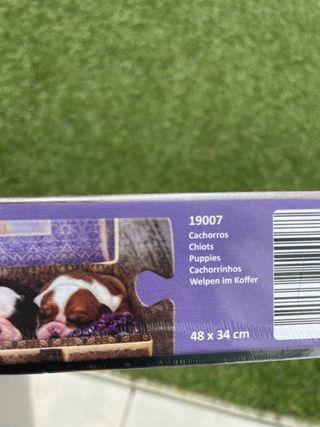 19007
Cachorros
Chiots
Puppies
Cachorrinhos
Welpen im Koffer
48 x 34 cm